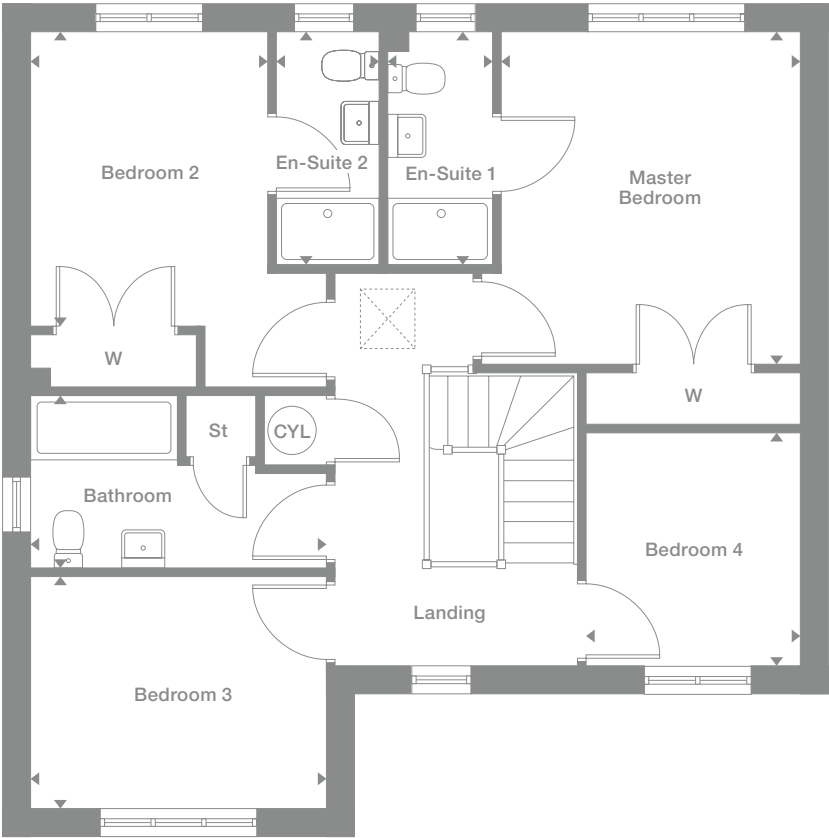 Bedroom 2
En-Suite 2
En-Suite 1
Master
Bedroom
W
W
St
CYL
Bathroom
Bedroom 4
Landing
Bedroom 3